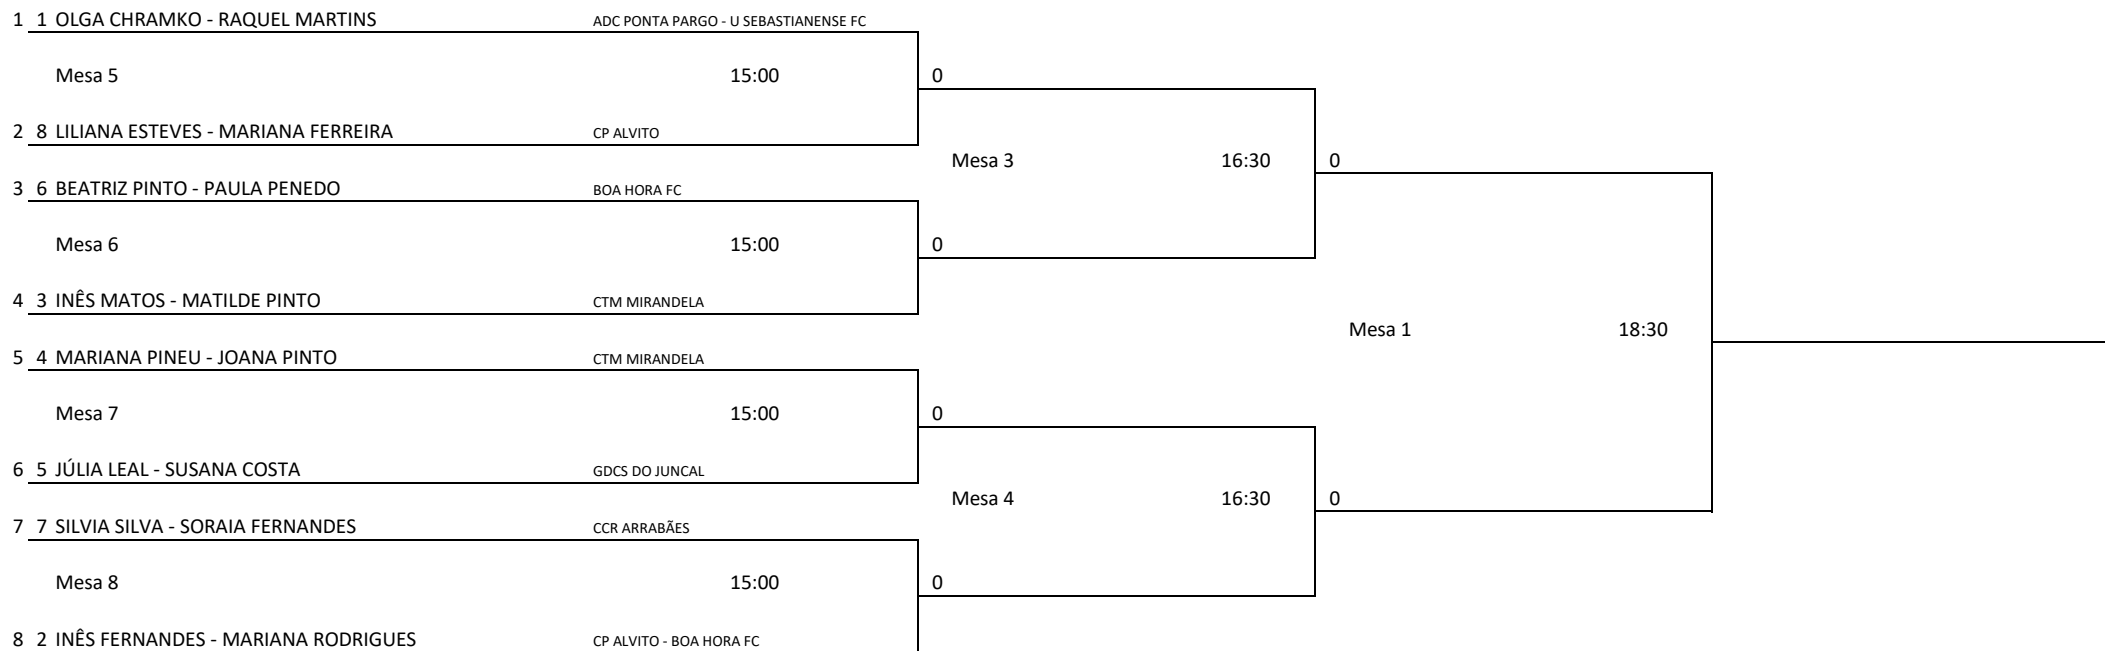 1 1 OLGA CHRAMKO - RAQUEL MARTINS ADC PONTA PARGO - U SEBASTIANENSE FC
Mesa 5 15:00 0
2 8 LILIANA ESTEVES - MARIANA FERREIRA CP ALVITO
Mesa 3 16:30 0
3 6 BEATRIZ PINTO - PAULA PENEDO BOA HORA FC
Mesa 6 15:00 0
4 3 INÊS MATOS - MATILDE PINTO CTM MIRANDELA
Mesa 1 18:30
5 4 MARIANA PINEU - JOANA PINTO CTM MIRANDELA
Mesa 7 15:00 0
6 5 JÚLIA LEAL - SUSANA COSTA GDCS DO JUNCAL
Mesa 4 16:30 0
7 7 SILVIA SILVA - SORAIA FERNANDES CCR ARRABÃES
Mesa 8 15:00 0
8 2 INÊS FERNANDES - MARIANA RODRIGUES CP ALVITO - BOA HORA FC